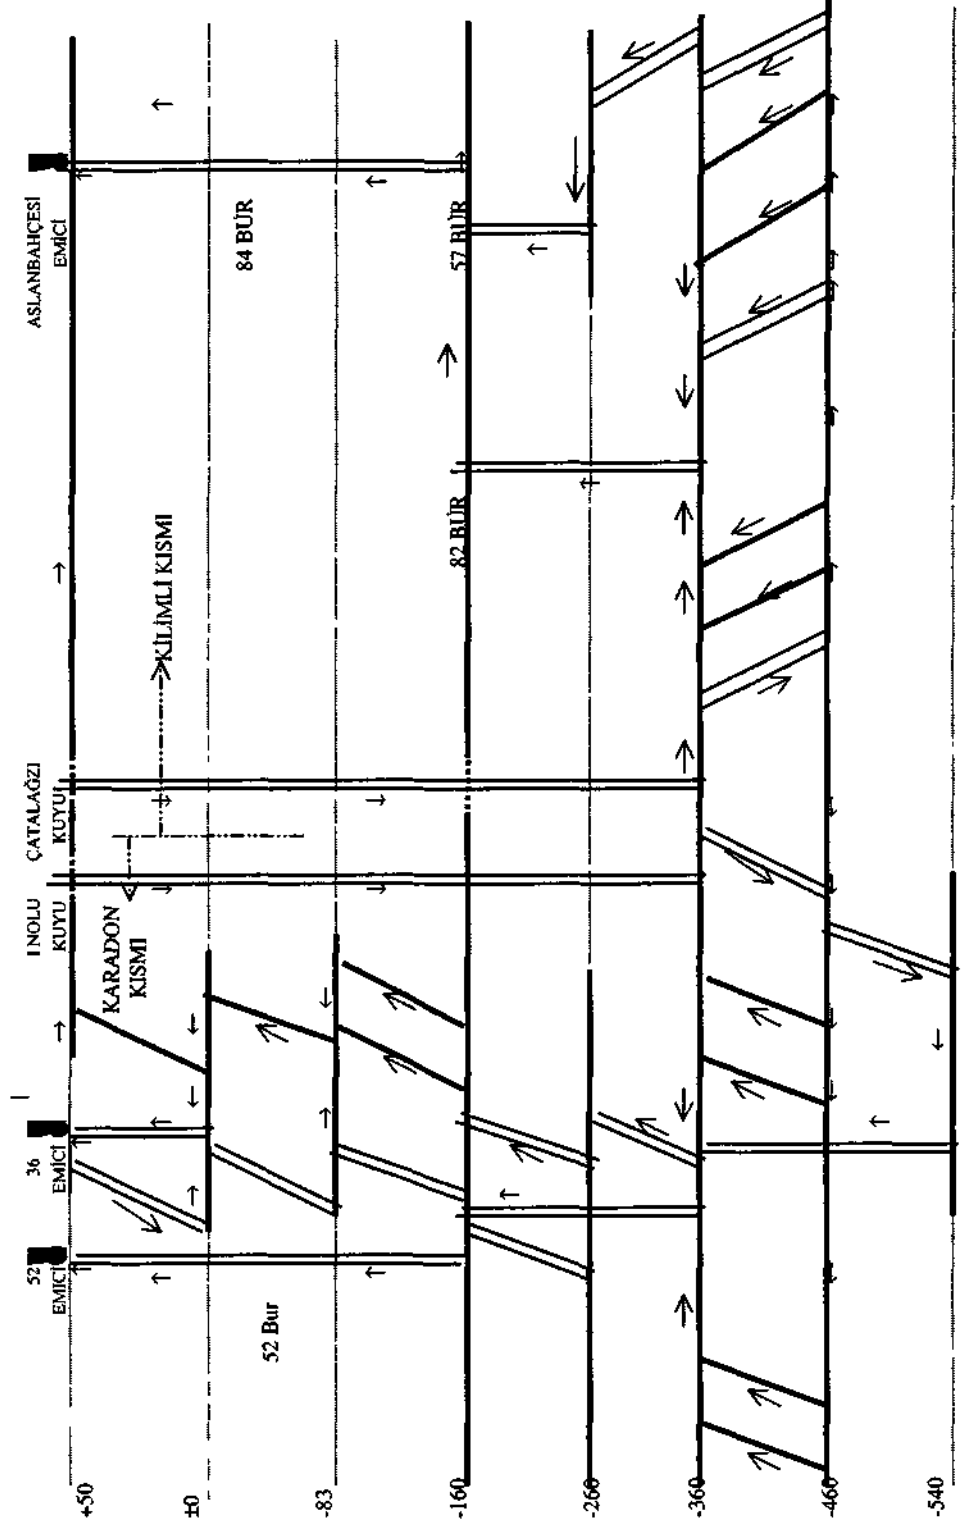 52
EMİCİ
36
EMİCİ
I NOLU
KUYU
ÇATALAĞZI
KUYU
ASLANBAHÇESİ
EMİCİ
KARADON
KISMI
KİLİMLİ KISMI
52 Bur
84 BÜR
82 BÜR
57 BÜR
+50
±0
-83
-160
-260
-360
-460
-540